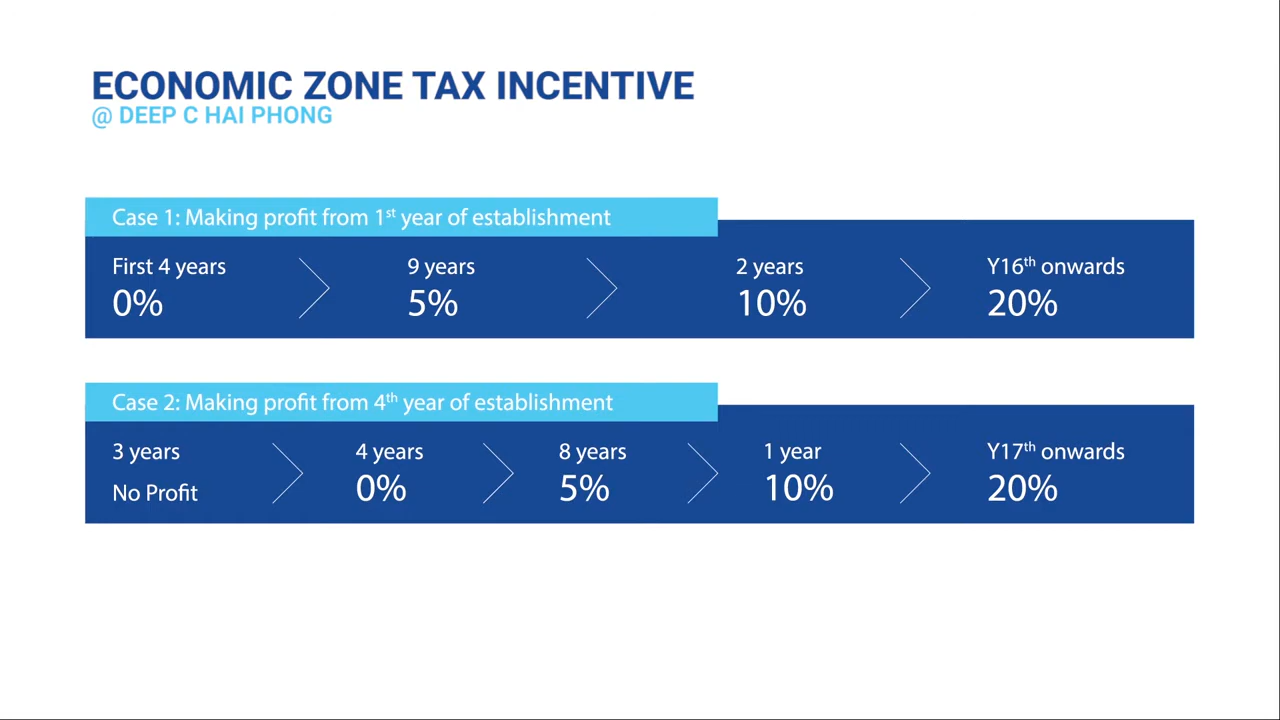 ECONOMIC ZONE TAX INCENTIVE
@ DEEP C HAI PHONG
Case 1: Making profit from 1st year of establishment
First 4 years
0%
9 years
5%
2 years
10%
Y16th onwards
20%
Case 2: Making profit from 4th year of establishment
3 years
No Profit
4 years
0%
8 years
5%
1 year
10%
Y17th onwards
20%